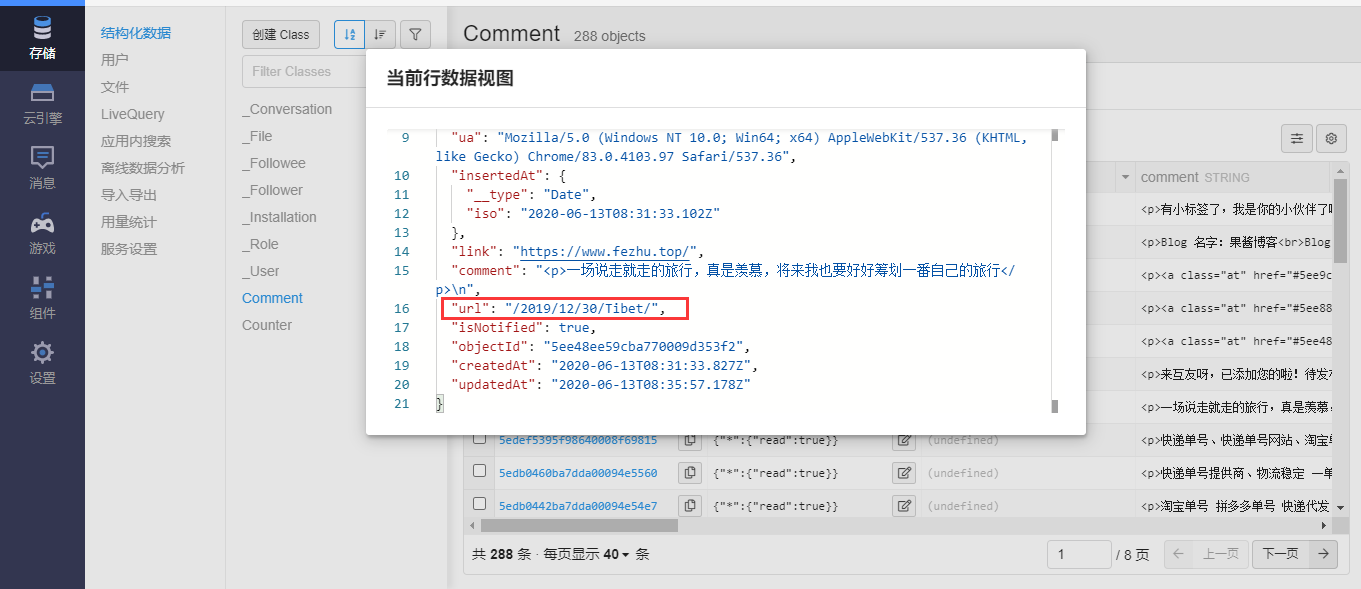 存储
云引擎
消息
游戏
组件
设置
结构化数据
用户
文件
LiveQuery
应用内搜索
离线数据分析
导入导出
用量统计
服务设置
创建 Class
Filter Classes
_Conversation
_File
_Followee
_Follower
_Installation
_Role
_User
Comment
Counter
Comment 288 objects
当前行数据视图
9 "ua": "Mozilla/5.0 (Windows NT 10.0; Win64; x64) AppleWebKit/537.36 (KHTML,
like Gecko) Chrome/83.0.4103.97 Safari/537.36",
10 "insertedAt": {
11 "__type": "Date",
12 "iso": "2020-06-13T08:31:33.102Z"
13 },
14 "link": "https://www.fezhu.top/",
15 "comment": "<p>一场说走就走的旅行，真是羡慕，将来我也要好好筹划一番自己的旅行</
p>\n",
16 "url": "/2019/12/30/Tibet/",
17 "isNotified": true,
18 "objectId": "5ee48ee59cba770009d353f2",
19 "createdAt": "2020-06-13T08:31:33.827Z",
20 "updatedAt": "2020-06-13T08:35:57.178Z"
21 }
comment STRING
<p>有小标签了，我是你的小伙伴了
<p>Blog 名字：果酱博客<br>Blog
<p><a class="at" href="#5ee9c
<p><a class="at" href="#5ee88
<p><a class="at" href="#5ee48
<p>来互友呀，已添加您的啦！待发
<p>一场说走就走的旅行，真是羡慕，
5edef5395f98640008f69815 {"*":{"read":true}} (undefined) <p>快递单号、快递单号网站、淘宝单
5edb0460ba7dda00094e5560 {"*":{"read":true}} (undefined) <p>快递单号提供商、物流稳定 一单
5edb0442ba7dda00094e54e7 {"*":{"read":true}} (undefined) <p>淘宝单号 拼多多单号 快递代发
共 288 条 · 每页显示 40 条
1 / 8 页
上一页
下一页